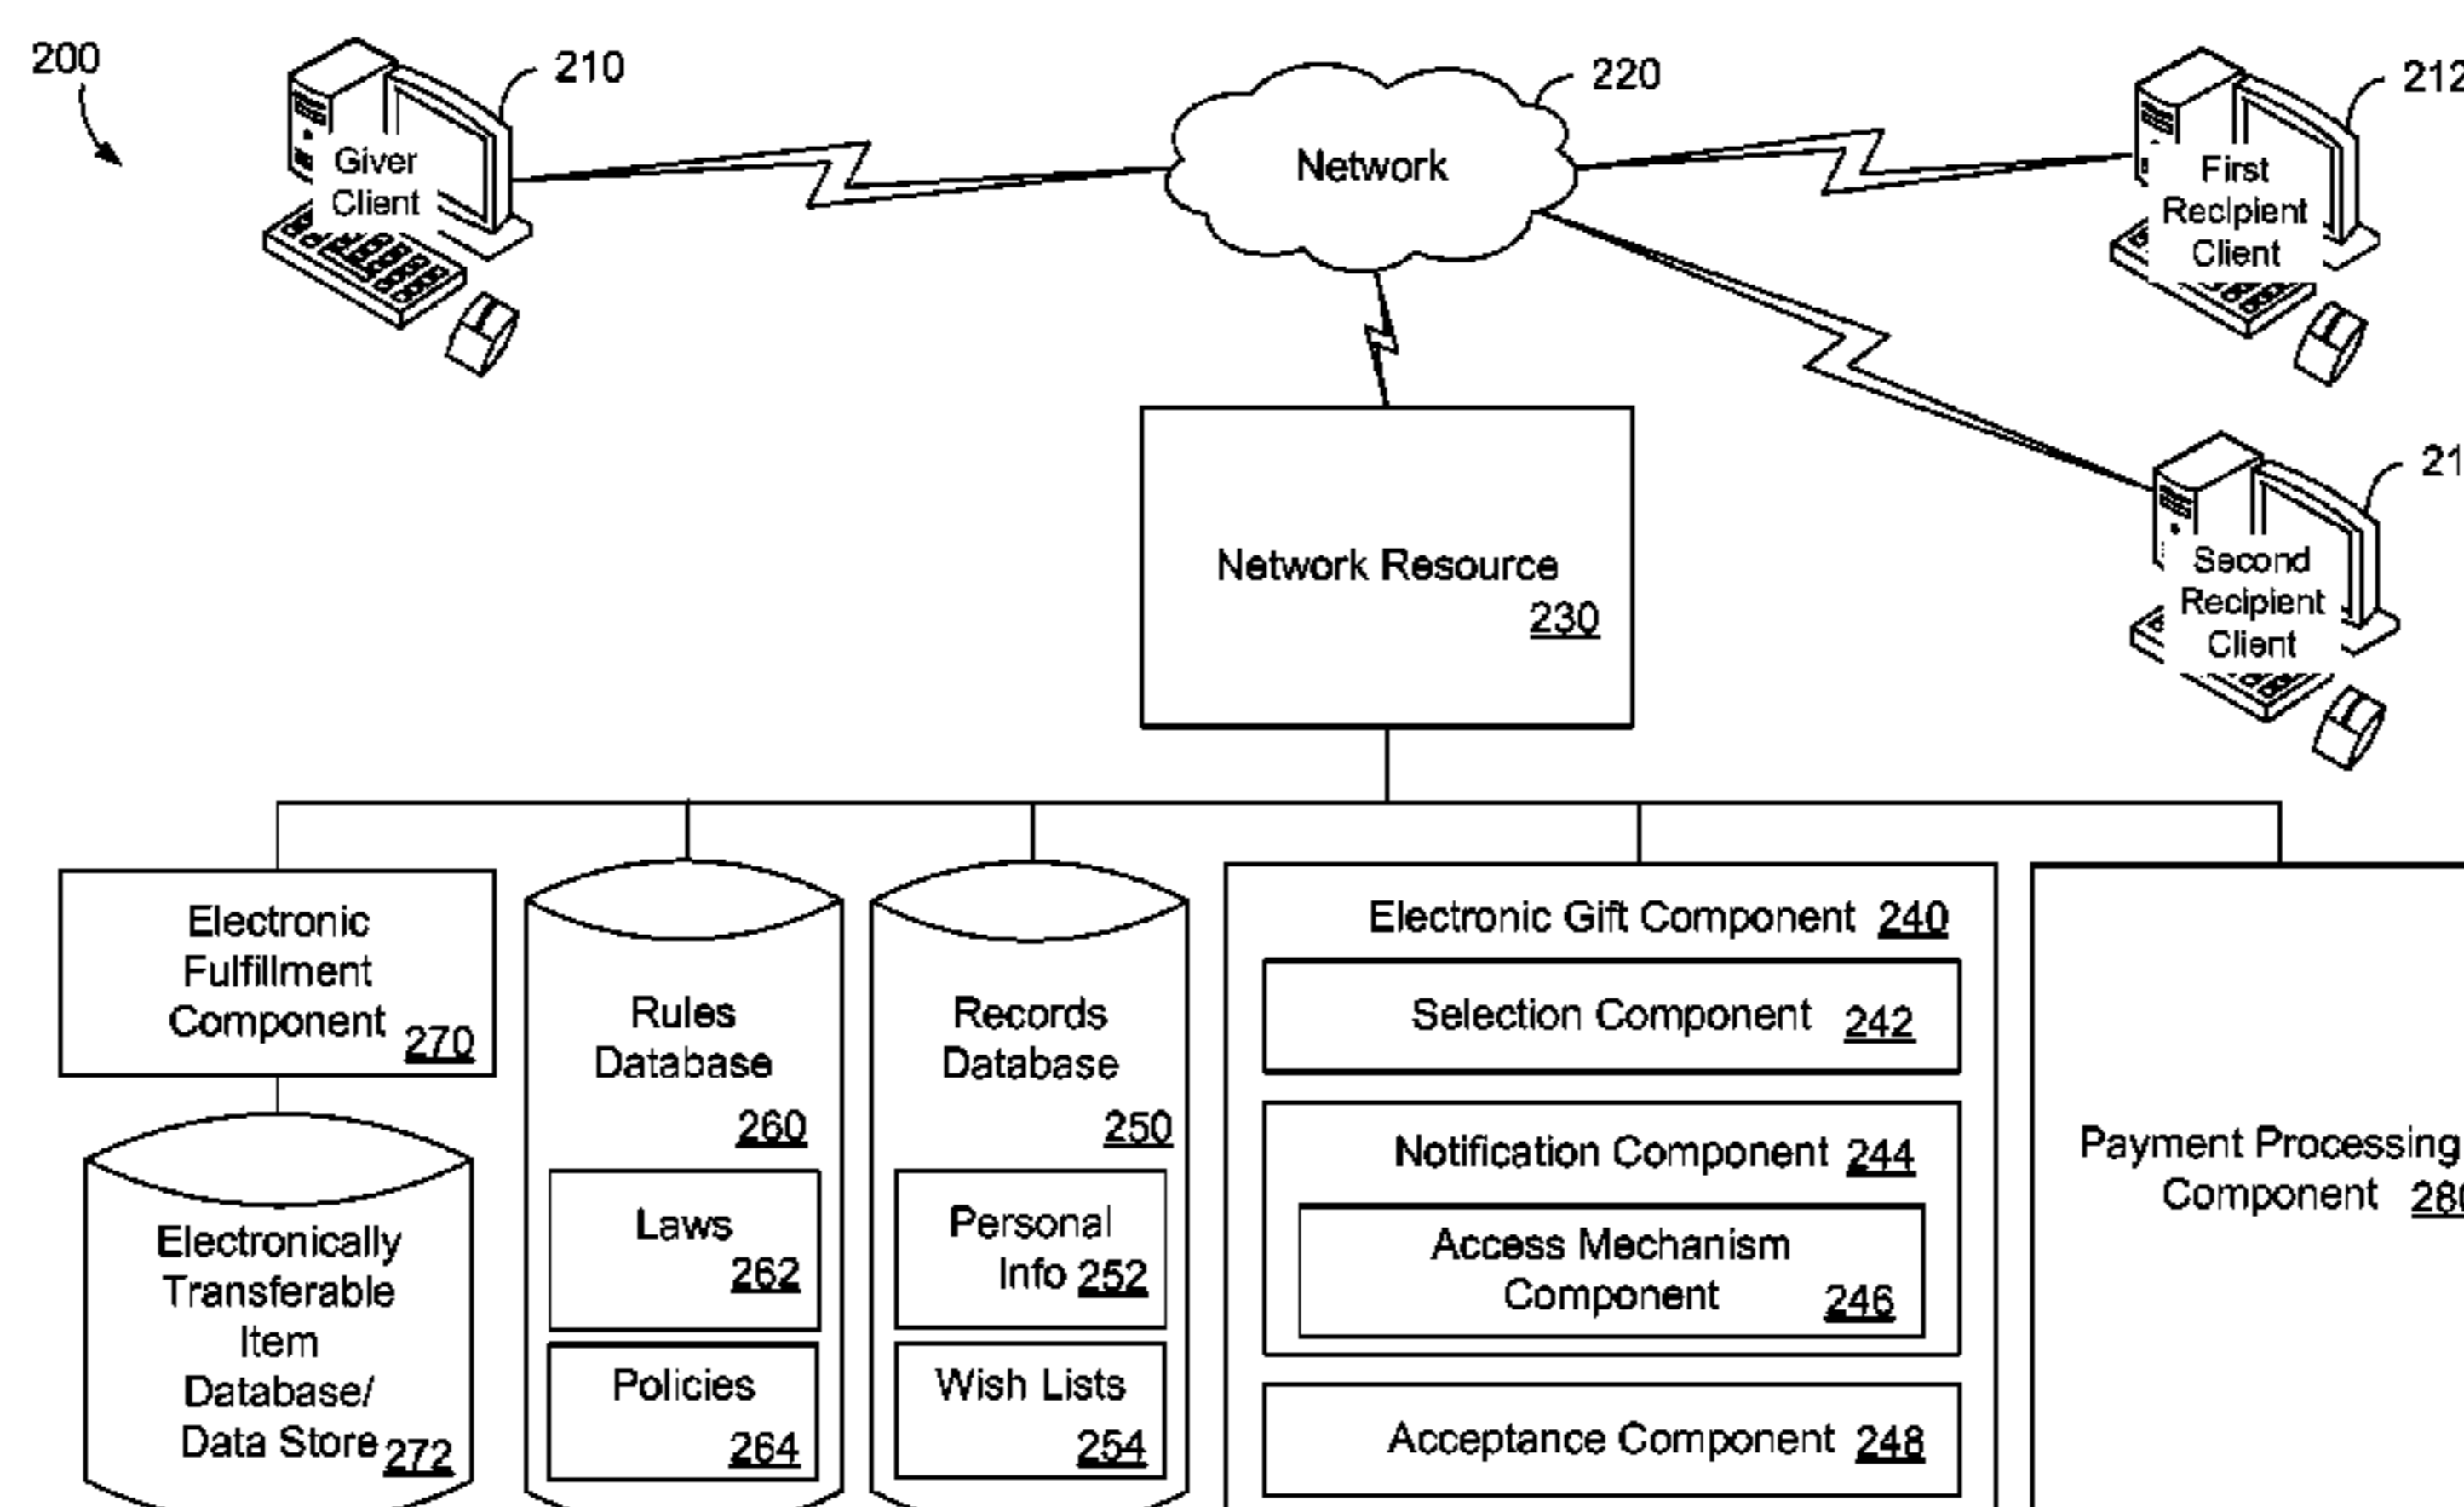 200
210
Giver
Client
220
Network
212
First
Recipient
Client
Network Resource
230
21
Second
Recipient
Client
Electronic
Fulfillment
Component 270
Rules
Database
260
Records
Database
250
Electronic Gift Component 240
Selection Component 242
Notification Component 244
Access Mechanism
Component 246
Acceptance Component 248
Payment Processing
Component 280
Electronically
Transferable
Item
Database/
Data Store 272
Laws
262
Policies
264
Personal
Info 252
Wish Lists
254